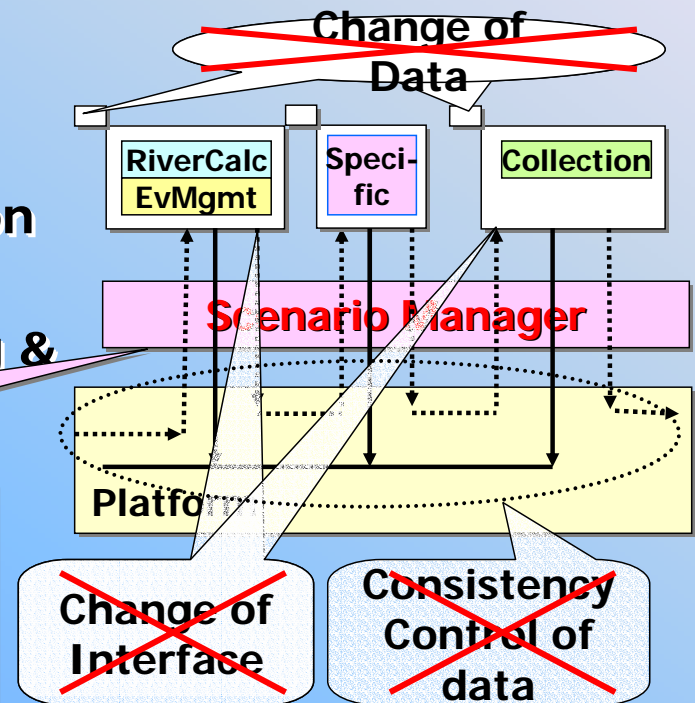 Change of
Data
RiverCalc
EvMgmt
Speci-
fic
Collection
on
Scenario Manager
&
Platfo
Change of
Interface
Consistency
Control of
data